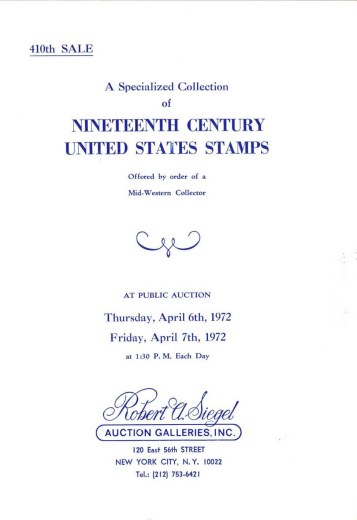 410th SALE
A Specialized Collection
of
NINETEENTH CENTURY
UNITED STATES STAMPS
Offered by order of a
Mid-Western Collector
AT PUBLIC AUCTION
Thursday, April 6th, 1972
Friday, April 7th, 1972
at 1:30 P. M. Each Day
Robert A. Siegel
AUCTION GALLERIES, INC.
120 East 56th STREET
NEW YORK CITY, N. Y. 10022
Tel.: (212) 753-6421